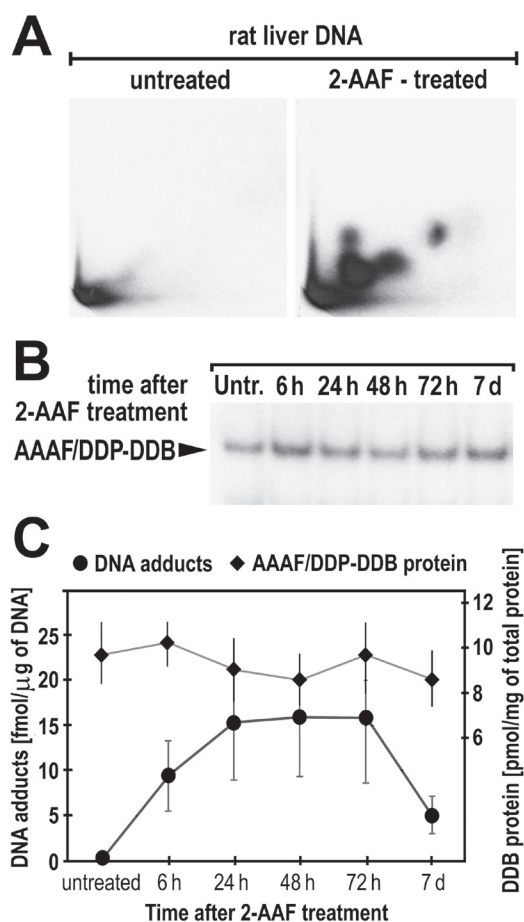 A
rat liver DNA
untreated 2-AAF - treated
B
time after
2-AAF treatment
Untr. 6 h 24 h 48 h 72 h 7 d
AAAF/DDP-DDB
C
DNA adducts AAAF/DDP-DDB protein
DNA adducts [fmol/μg of DNA]
25
20
15
10
5
0
12
10
8
6
DDB protein [pmol/mg of total protein]
untreated 6 h 24 h 48 h 72 h 7 d
Time after 2-AAF treatment